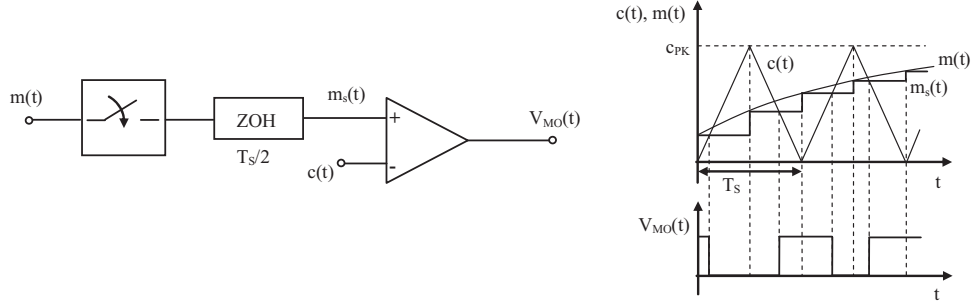 m(t)
ZOH
T_S/2
m_s(t)
c(t)
+
-
V_MO(t)
c(t), m(t)
c_PK
c(t)
m(t)
m_s(t)
T_S
t
V_MO(t)
t